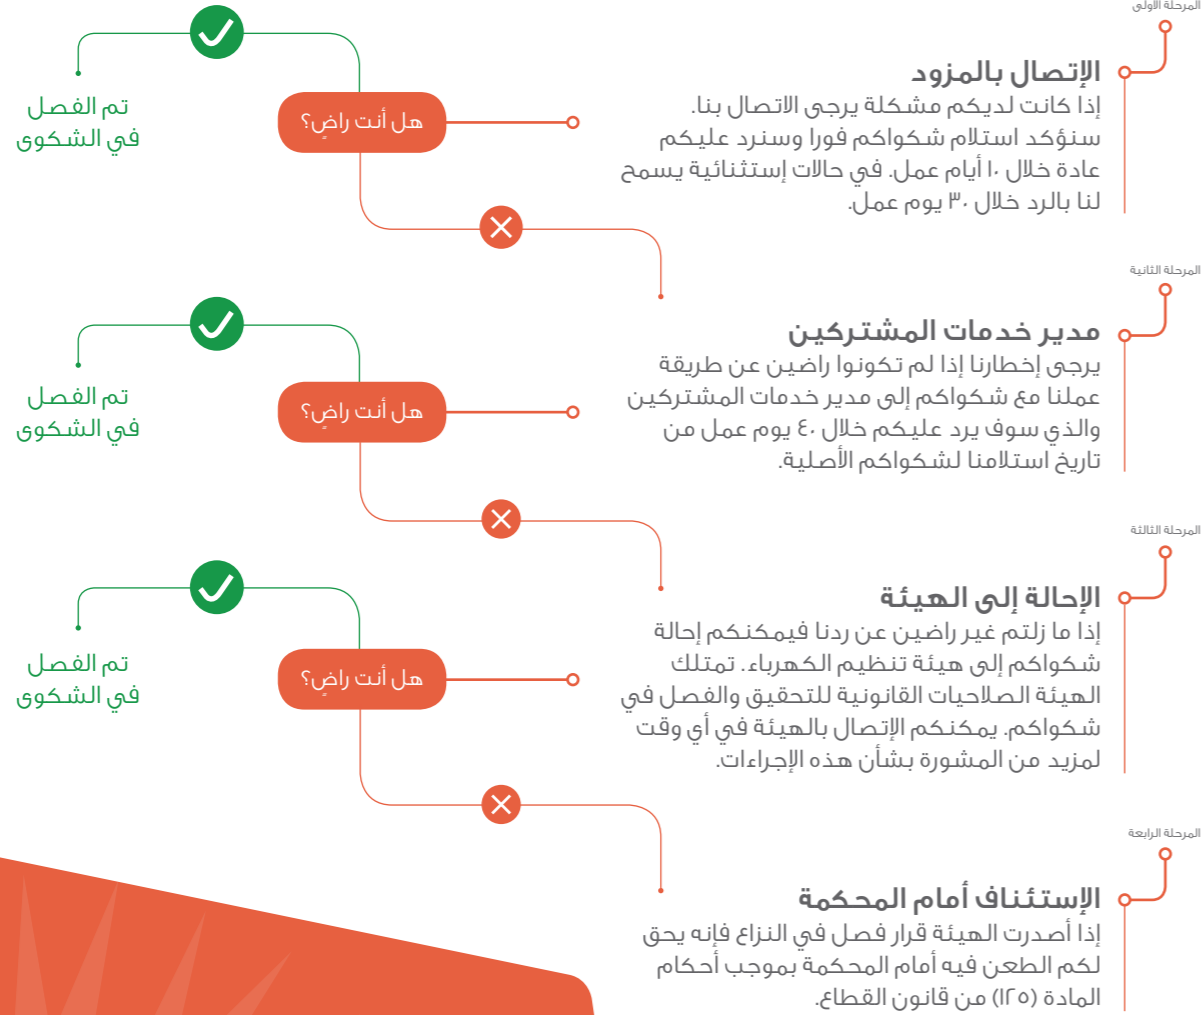 المرحلة الأولى
الإتصال بالمزود
إذا كانت لديكم مشكلة يرجى الاتصال بنا.
سنؤكد استلام شكواكم فورا وسنرد عليكم
عادة خلال ١٠ أيام عمل. في حالات إستثنائية يسمح
لنا بالرد خلال ٣٠ يوم عمل.
هل أنت راضٍ؟
تم الفصل
في الشكوى
المرحلة الثانية
مدير خدمات المشتركين
يرجى إخطارنا إذا لم تكونوا راضين عن طريقة
عملنا مع شكواكم إلى مدير خدمات المشتركين
والذي سوف يرد عليكم خلال ٤٠ يوم عمل من
تاريخ استلامنا لشكواكم الأصلية.
هل أنت راضٍ؟
تم الفصل
في الشكوى
المرحلة الثالثة
الإحالة إلى الهيئة
إذا ما زلتم غير راضين عن ردنا فيمكنكم إحالة
شكواكم إلى هيئة تنظيم الكهرباء. تمتلك
الهيئة الصلاحيات القانونية للتحقيق والفصل في
شكواكم. يمكنكم الإتصال بالهيئة في أي وقت
لمزيد من المشورة بشأن هذه الإجراءات.
هل أنت راضٍ؟
تم الفصل
في الشكوى
المرحلة الرابعة
الإستئناف أمام المحكمة
إذا أصدرت الهيئة قرار فصل في النزاع فإنه يحق
لكم الطعن فيه أمام المحكمة بموجب أحكام
المادة (١٢٥) من قانون القطاع.